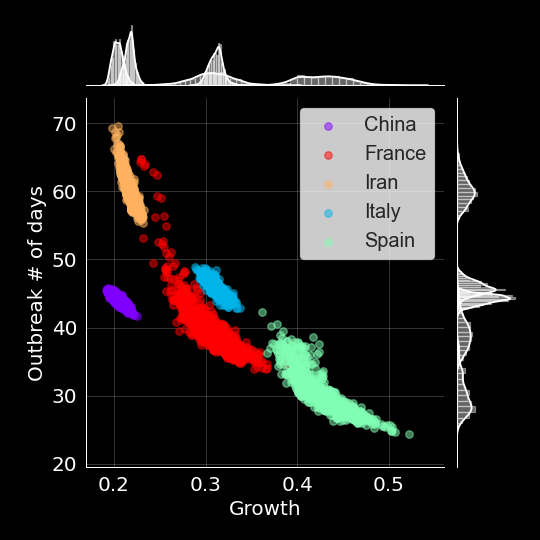 China
France
Iran
Italy
Spain
70
60
50
40
30
20
Outbreak # of days
0.2 0.3 0.4 0.5
Growth